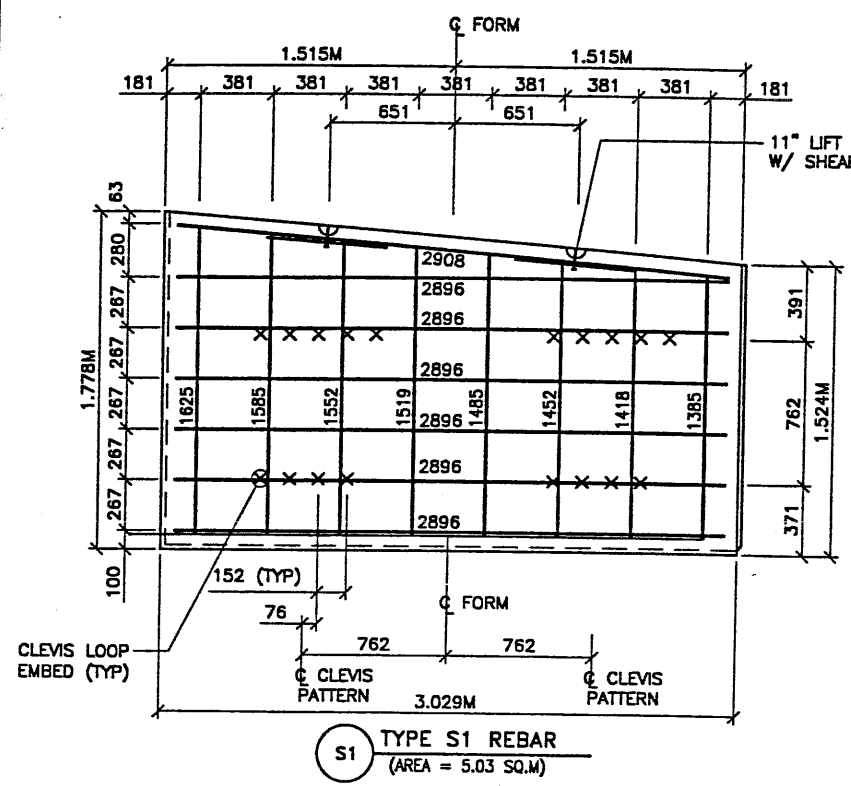 ℄ FORM
1.515M 1.515M
181 381 381 381 381 381 381 381 181
651 651
11" LIFT
W/ SHEAR
63
280
267
267
267
267
267
100
1.778M
2908
2896
2896
2896
2896
2896
2896
1625 1585 1552 1519 1485 1452 1418 1385
391
762
371
1.524M
152 (TYP)
76
℄ FORM
762 762
CLEVIS LOOP
EMBED (TYP)
℄ CLEVIS
PATTERN
℄ CLEVIS
PATTERN
3.029M
S1
TYPE S1 REBAR
(AREA = 5.03 SQ.M)